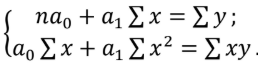 na₀ + a₁ ∑ x = ∑ y ;
a₀ ∑ x + a₁ ∑ x² = ∑ xy .